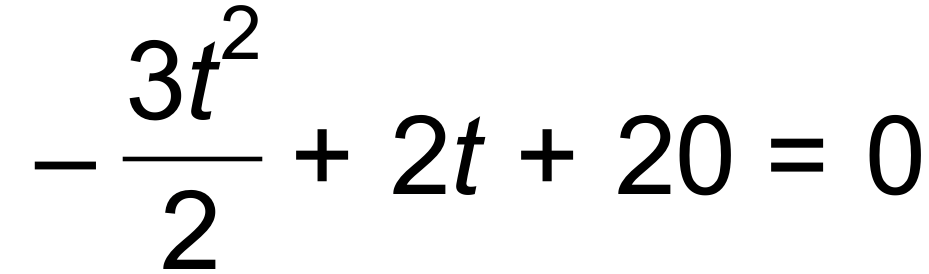 − 3t²/2 + 2t + 20 = 0